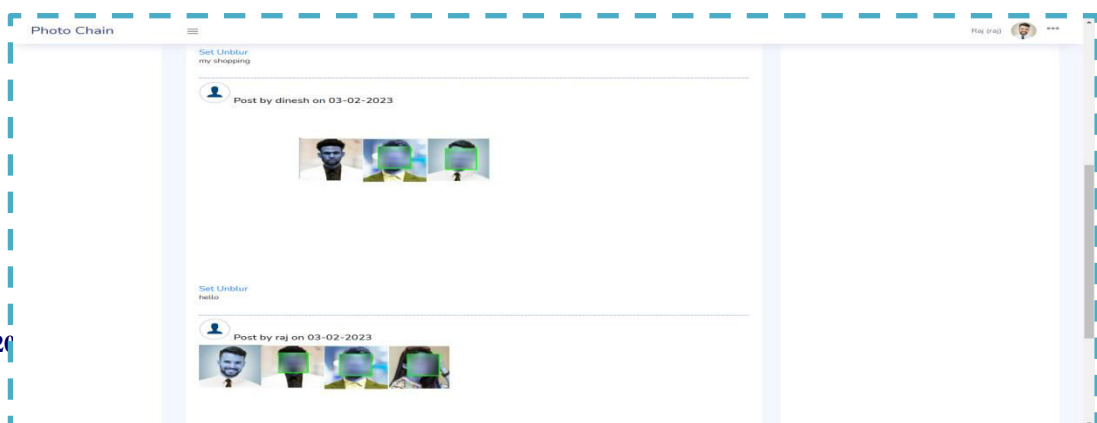 Photo Chain
Raj (raj)
Set Unblur
my shopping
Post by dinesh on 03-02-2023
Set Unblur
hello
20
Post by raj on 03-02-2023